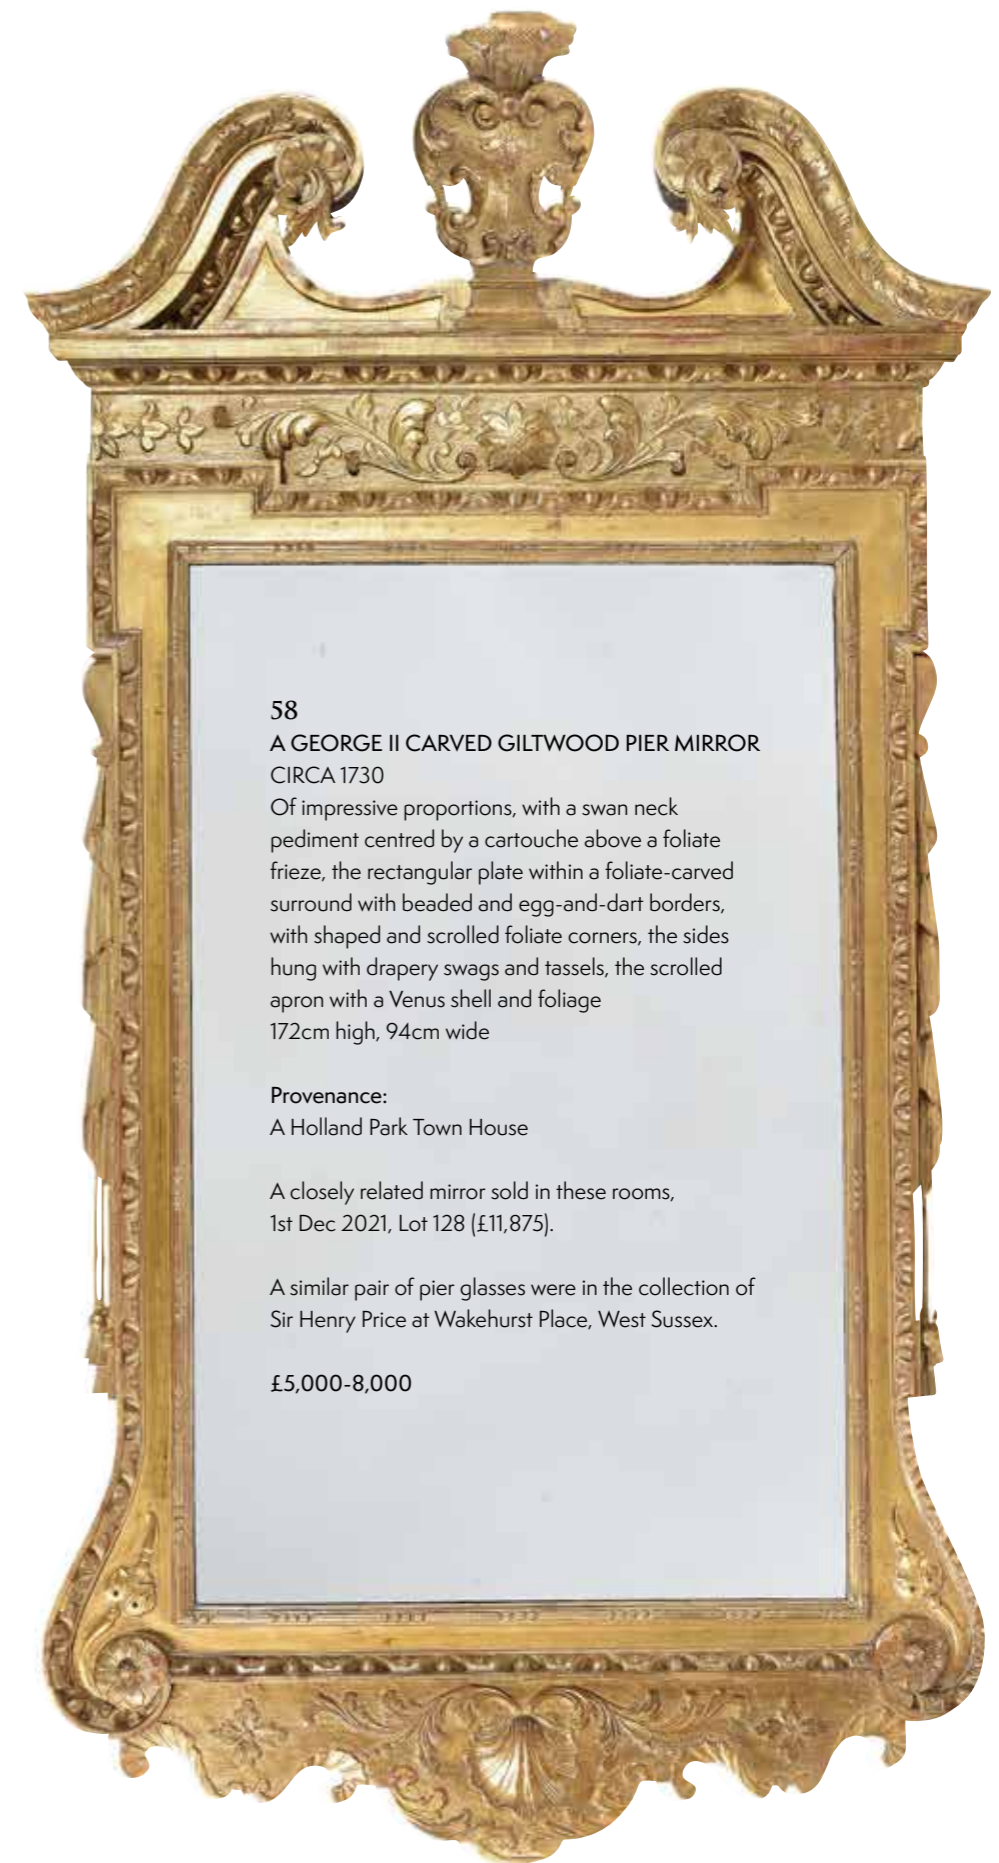 58
A GEORGE II CARVED GILTWOOD PIER MIRROR
CIRCA 1730
Of impressive proportions, with a swan neck
pediment centred by a cartouche above a foliate
frieze, the rectangular plate within a foliate-carved
surround with beaded and egg-and-dart borders,
with shaped and scrolled foliate corners, the sides
hung with drapery swags and tassels, the scrolled
apron with a Venus shell and foliage
172cm high, 94cm wide
Provenance:
A Holland Park Town House
A closely related mirror sold in these rooms,
1st Dec 2021, Lot 128 (£11,875).
A similar pair of pier glasses were in the collection of
Sir Henry Price at Wakehurst Place, West Sussex.
£5,000-8,000